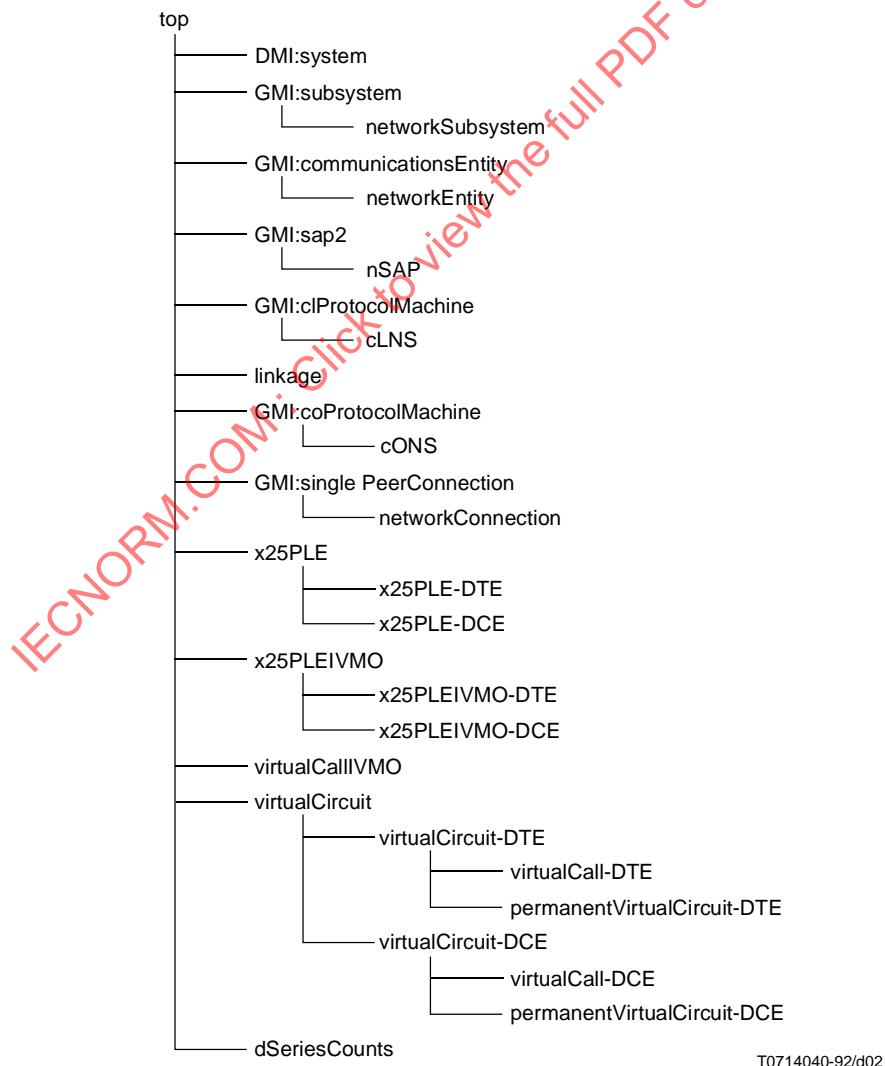 top
DMI:system
GMI:subsystem
networkSubsystem
GMI:communicationsEntity
networkEntity
GMI:sap2
nSAP
GMI:clProtocolMachine
cLNS
linkage
GMI:coProtocolMachine
cONS
GMI:single PeerConnection
networkConnection
x25PLE
x25PLE-DTE
x25PLE-DCE
x25PLEIVMO
x25PLEIVMO-DTE
x25PLEIVMO-DCE
virtualCallIVMO
virtualCircuit
virtualCircuit-DTE
virtualCall-DTE
permanentVirtualCircuit-DTE
virtualCircuit-DCE
virtualCall-DCE
permanentVirtualCircuit-DCE
dSeriesCounts
T0714040-92/d02
IECNORM.COM : Click to view the full PDF